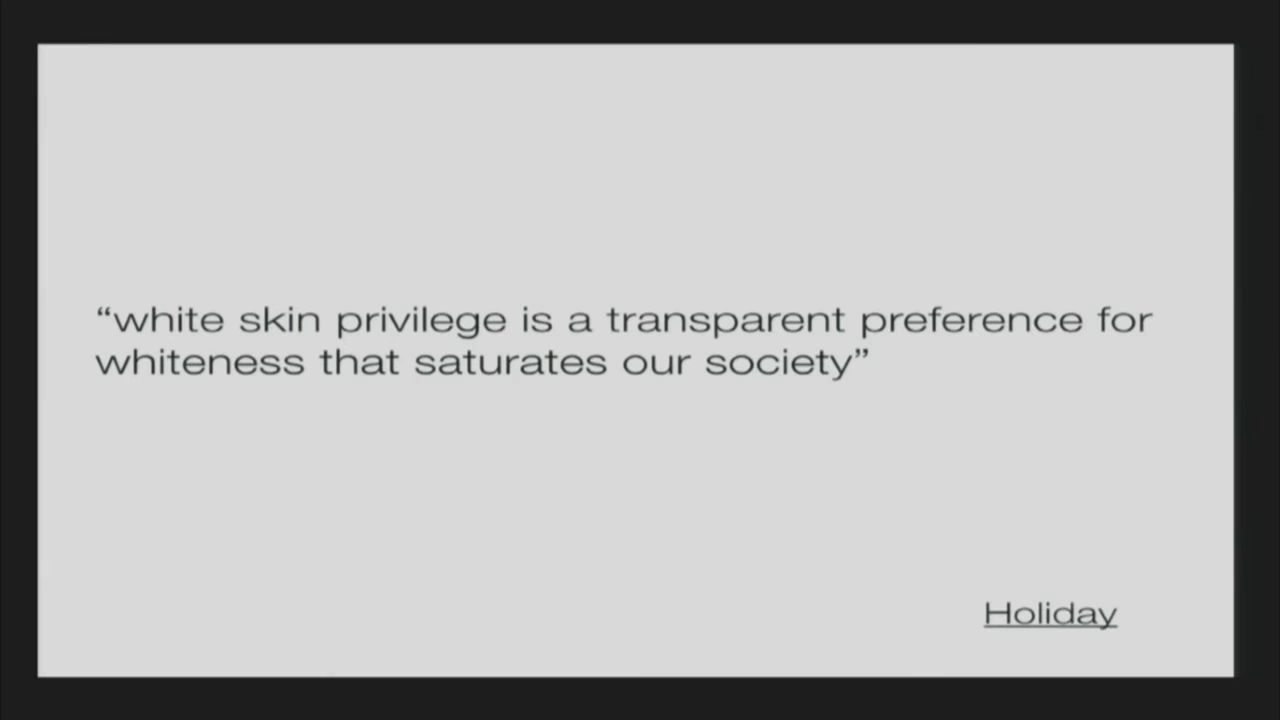 “white skin privilege is a transparent preference for
whiteness that saturates our society”
Holiday